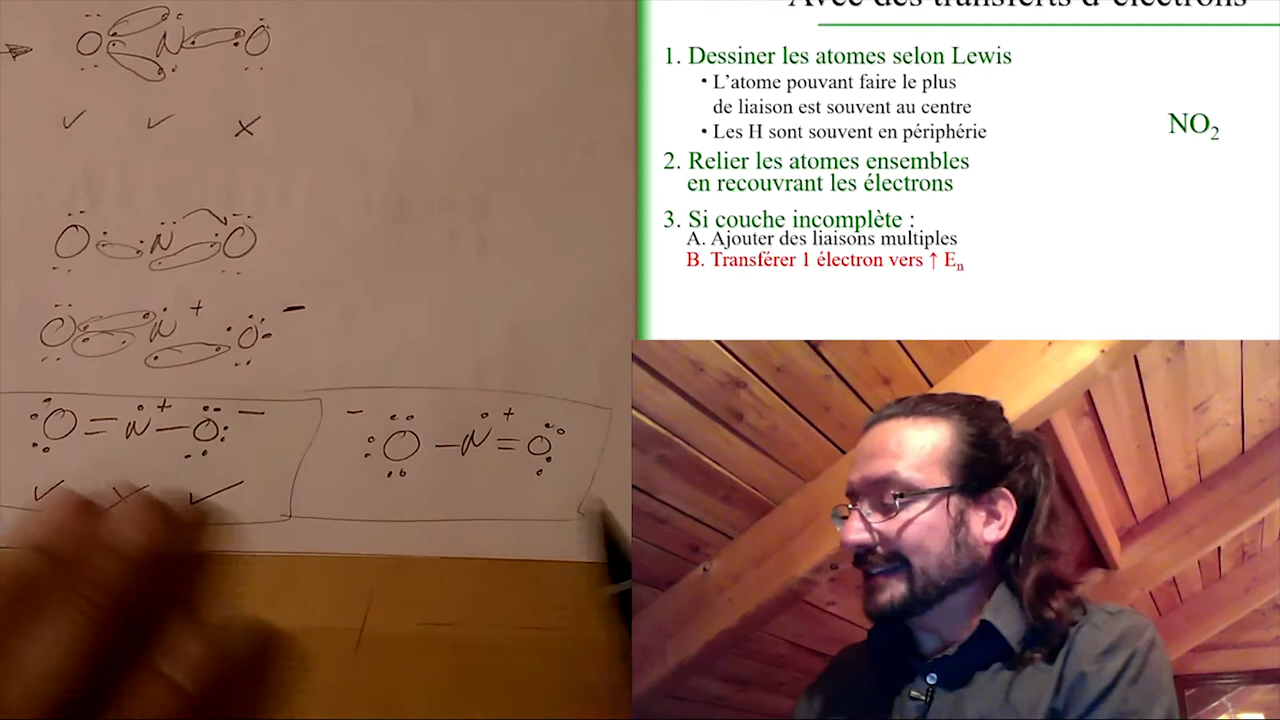 Avec des transferts d'électrons
1. Dessiner les atomes selon Lewis
• L'atome pouvant faire le plus
de liaison est souvent au centre
• Les H sont souvent en périphérie
2. Relier les atomes ensembles
en recouvrant les électrons
3. Si couche incomplète :
A. Ajouter des liaisons multiples
B. Transférer 1 électron vers ↑ En
NO2
O N O
✓ ✓ ✗
O N O
O N + O −
O = N + − O −
− O − N + = O
✓ ✗ ✓